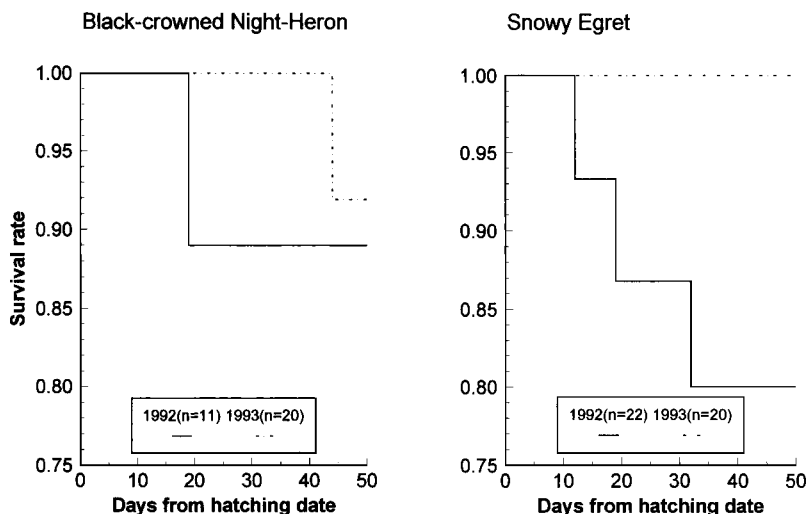 Black-crowned Night-Heron
Snowy Egret
Survival rate
1.00
0.95
0.90
0.85
0.80
0.75
1992(n=11) 1993(n=20)
0 10 20 30 40 50
Days from hatching date
1.00
0.95
0.90
0.85
0.80
0.75
1992(n=22) 1993(n=20)
0 10 20 30 40 50
Days from hatching date